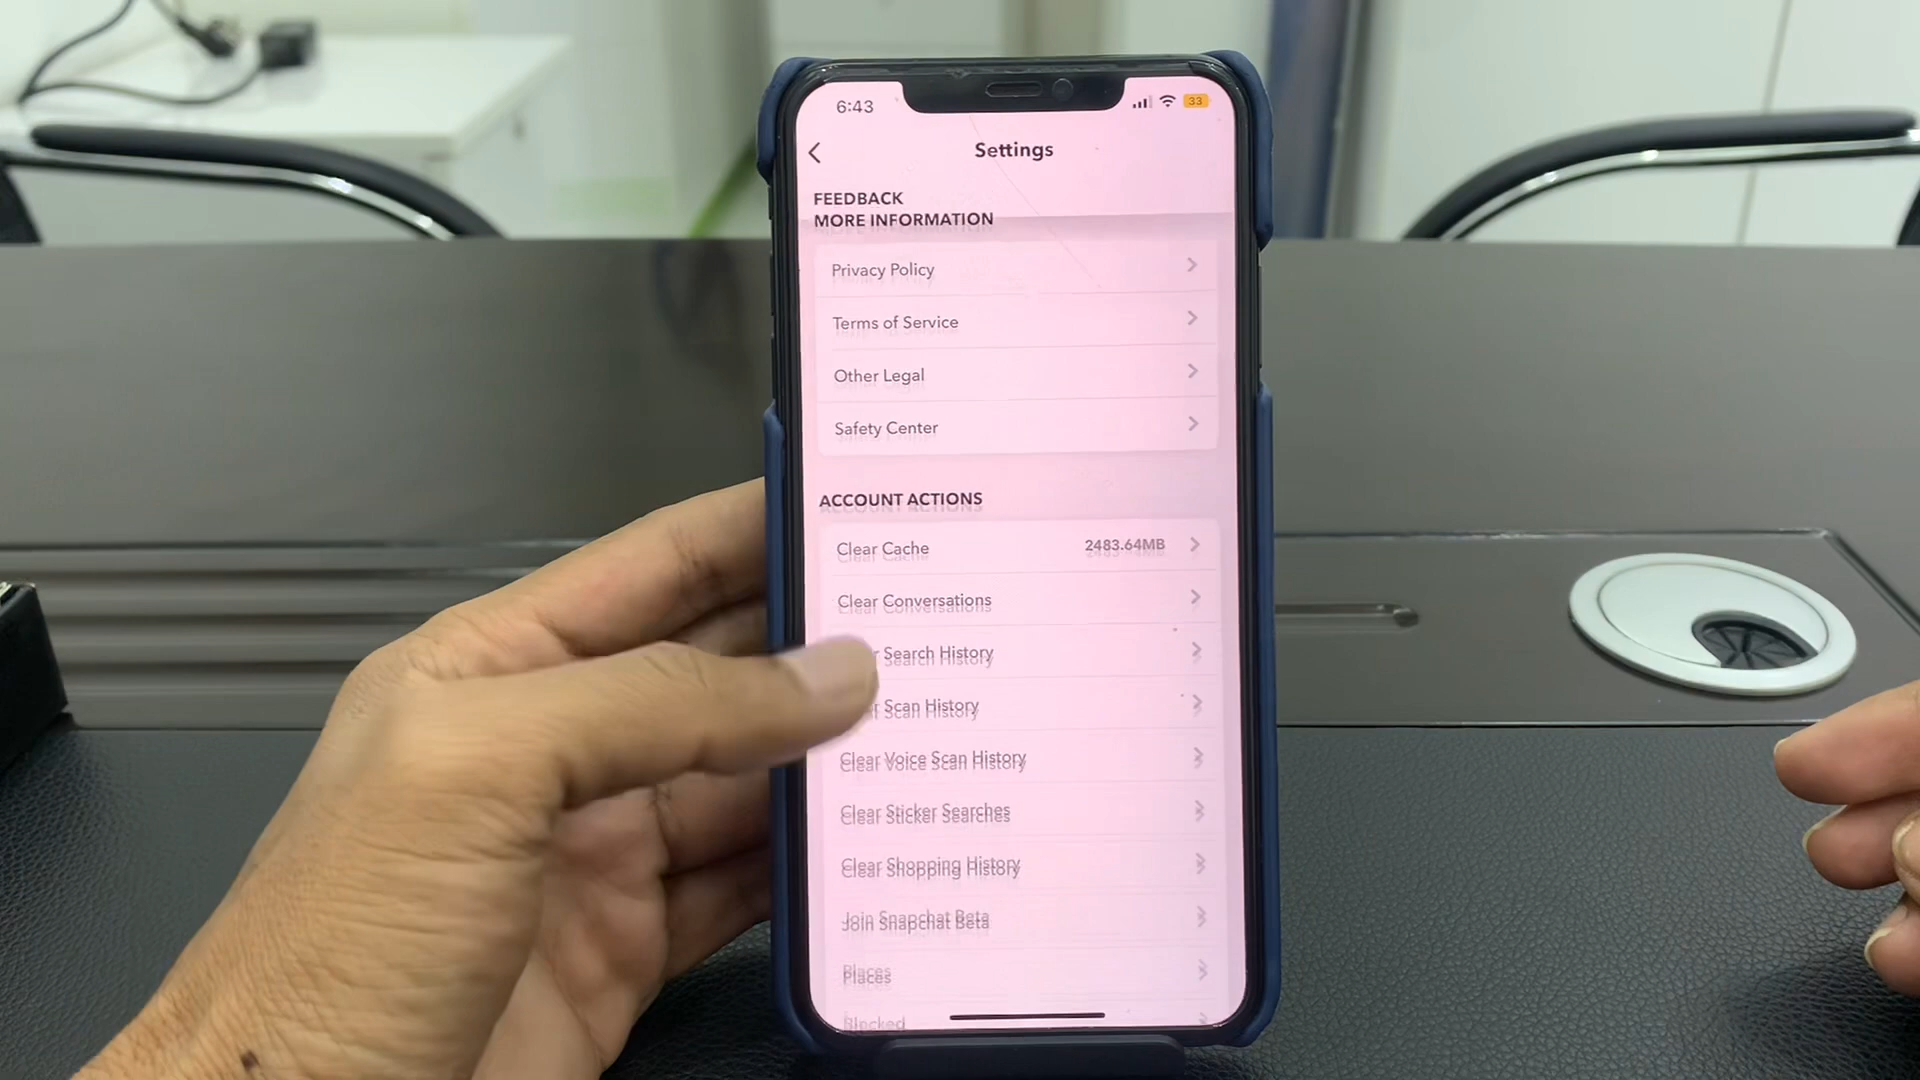 6:43
33
Settings
FEEDBACK
MORE INFORMATION
Privacy Policy
Terms of Service
Other Legal
Safety Center
ACCOUNT ACTIONS
Clear Cache 2483.64MB
Clear Conversations
r Search History
r Scan History
Clear Voice Scan History
Clear Sticker Searches
Clear Shopping History
Join Snapchat Beta
Places
Blocked